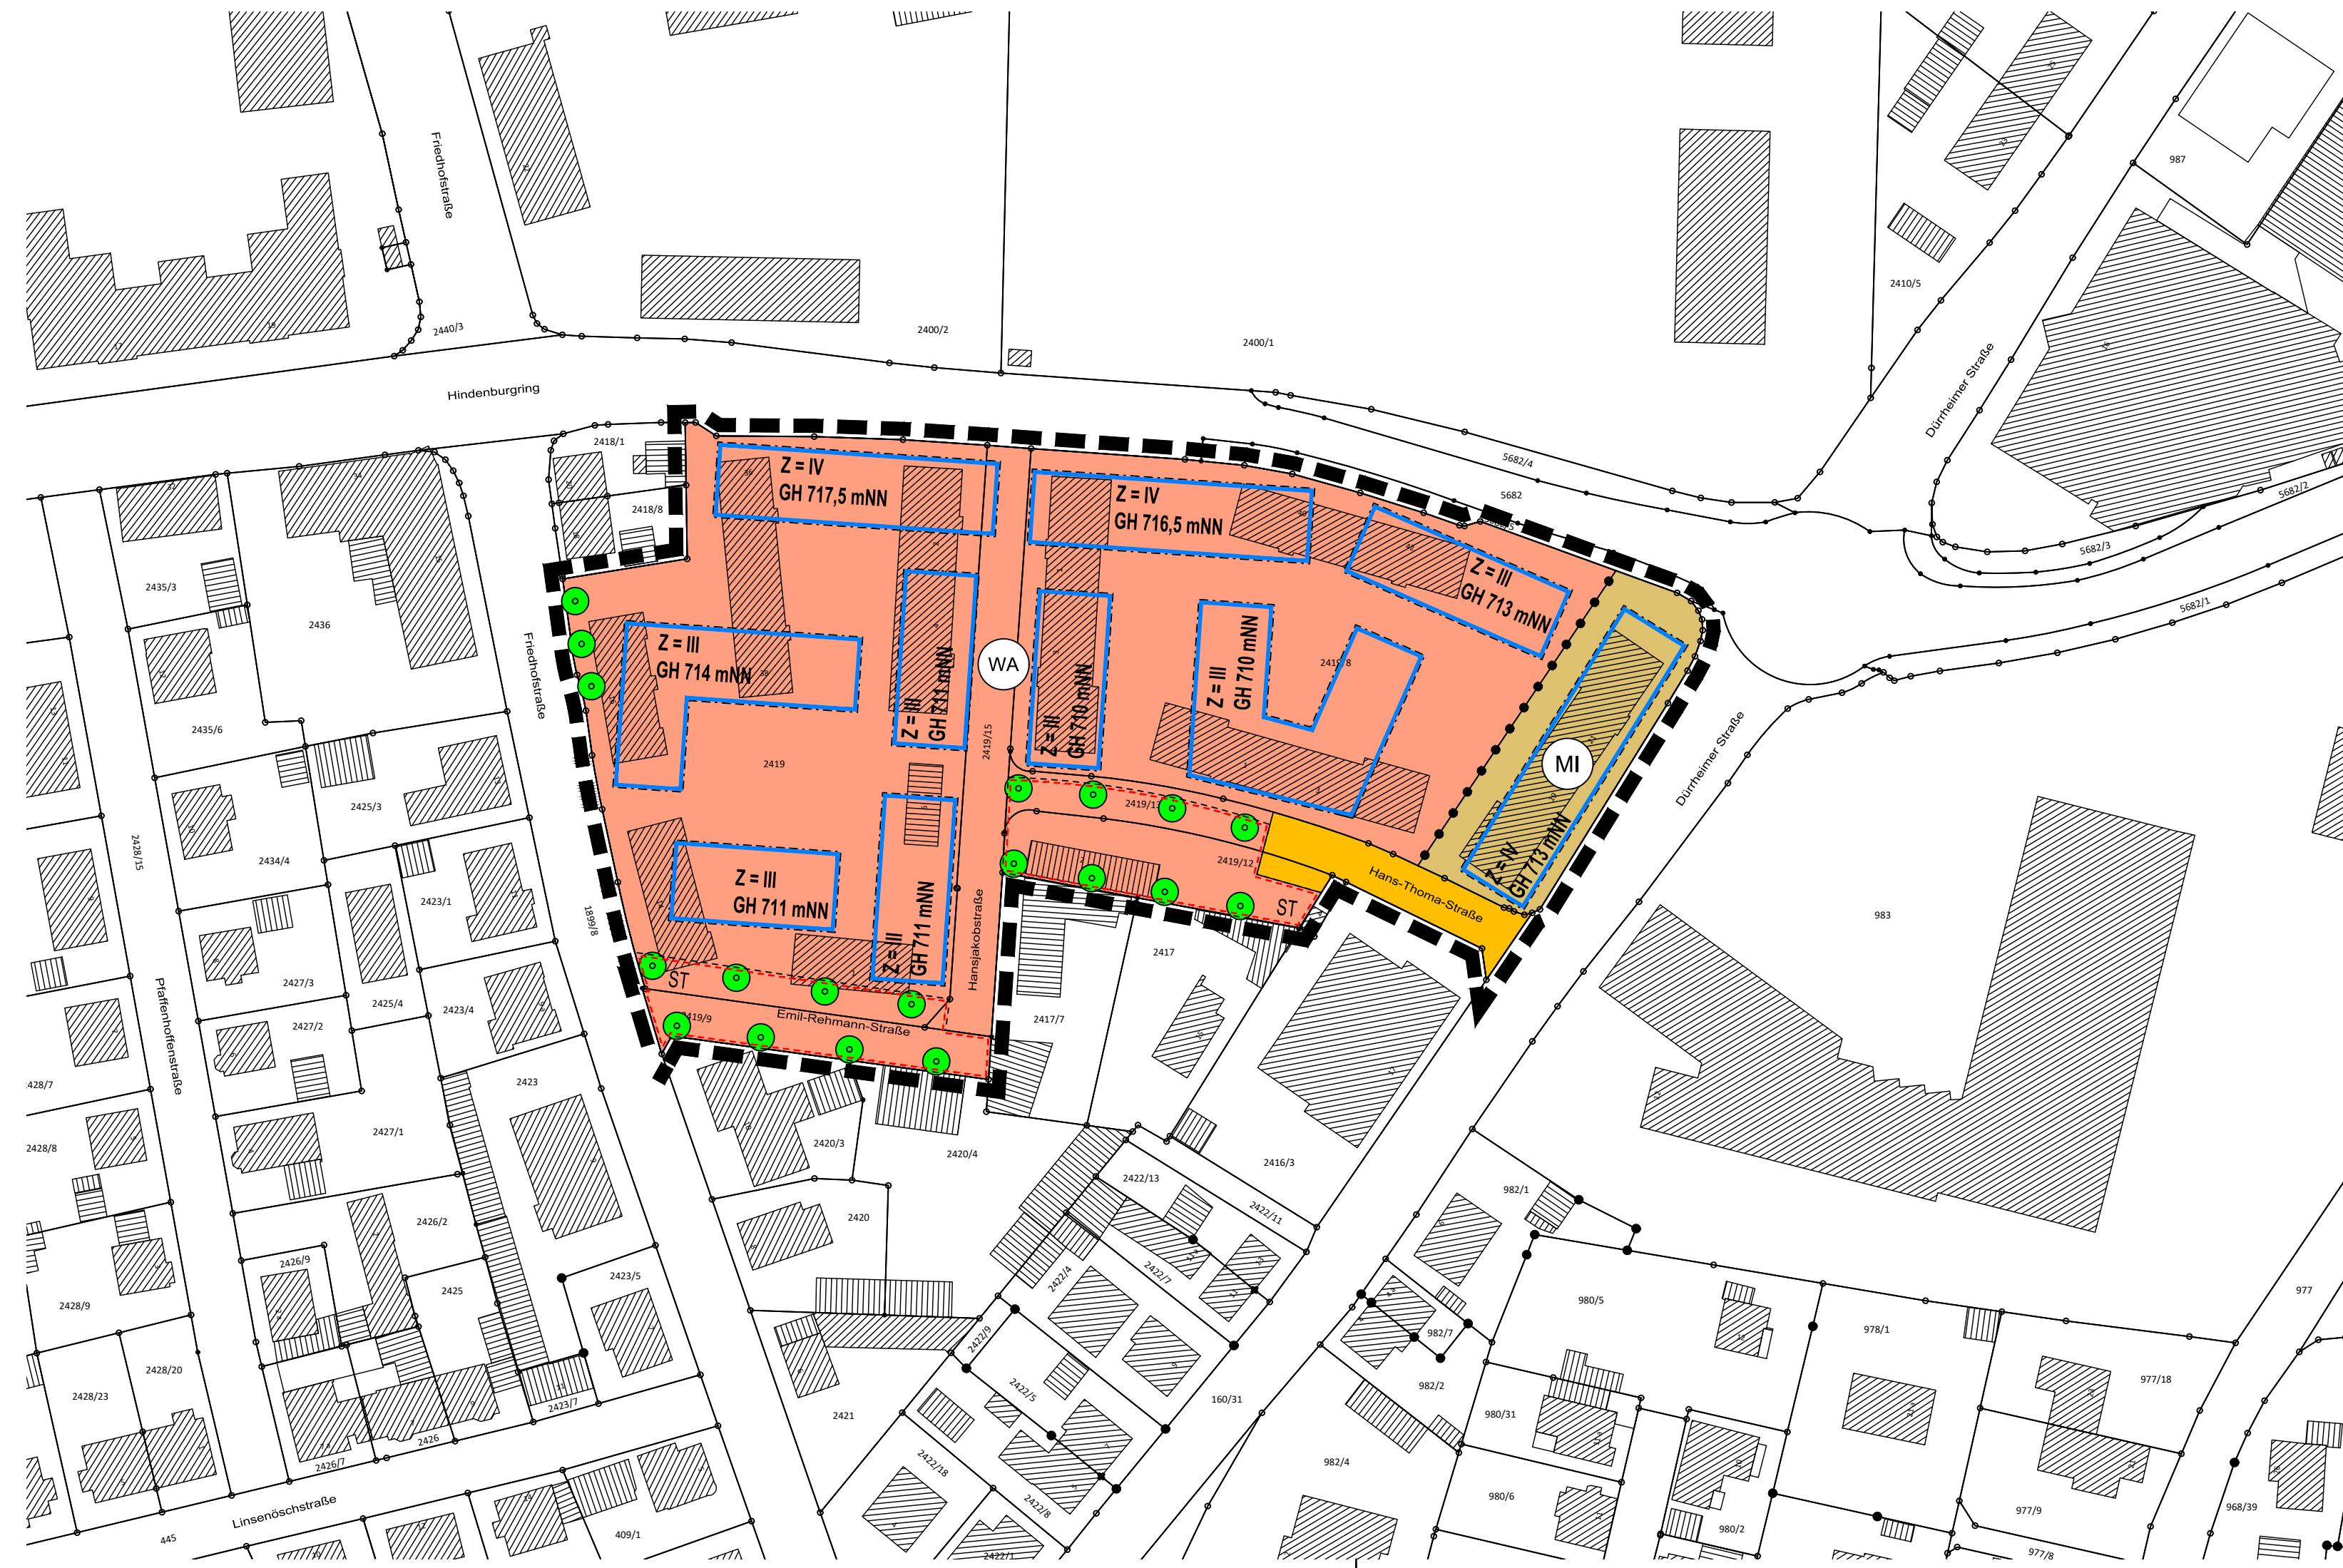 Friedhofstraße
987
2410/5
2440/3
2400/2
2400/1
Dürrheimer Straße
Hindenburgring
2418/1
5682/4
5682
5682/2
5682/3
5682/1
2418/8
Z = IV
GH 717,5 mNN
Z = IV
GH 716,5 mNN
Z = III
GH 713 mNN
2435/3
2436
2435/6
Friedhofstraße
Z = III
GH 714 mNN
Z = III
GH 711 mNN
WA
Z = III
GH 710 mNN
Z = III
GH 710 mNN
2419/8
MI
Z = IV
GH 713 mNN
Dürrheimer Straße
2419
2419/15
2425/3
2428/15
2434/4
2419/13
2419/12
Hans-Thoma-Straße
ST
Z = III
GH 711 mNN
Z = III
GH 711 mNN
Hansjakobstraße
2423/1
1899/8
983
2417
2427/3
2425/4
2423/4
2427/2
Pfaffenhoffenstraße
ST
2419/9
Emil-Rehmann-Straße
2417/7
2423
2427/1
2428/8
2420/3
2420/4
2416/3
2422/13
2422/11
982/1
2426/2
2420
2426/9
2425
2423/5
2422/4
2422/7
2428/9
980/5
977
978/1
982/7
2422/9
2428/20
2428/23
2422/5
982/2
977/18
2423/7
2421
160/31
980/31
2426
2426/7
2422/18
982/4
2422/8
980/6
977/9
968/39
Linsenöschstraße
445
409/1
980/2
977/8